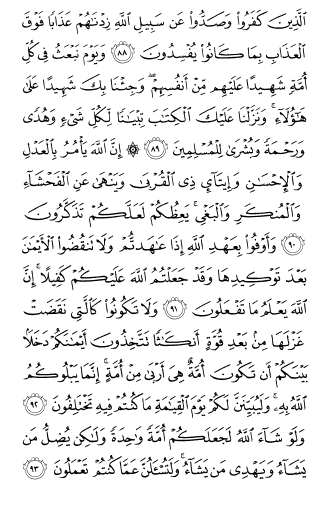 ٱلَّذِينَ كَفَرُوا۟ وَصَدُّوا۟ عَن سَبِيلِ ٱللَّهِ زِدْنَٰهُمْ عَذَابًا فَوْقَ
ٱلْعَذَابِ بِمَا كَانُوا۟ يُفْسِدُونَ ٨٨ وَيَوْمَ نَبْعَثُ فِى كُلِّ
أُمَّةٍ شَهِيدًا عَلَيْهِم مِّنْ أَنفُسِهِمْ ۖ وَجِئْنَا بِكَ شَهِيدًا عَلَىٰ
هَٰٓؤُلَآءِ ۚ وَنَزَّلْنَا عَلَيْكَ ٱلْكِتَٰبَ تِبْيَٰنًا لِّكُلِّ شَىْءٍ وَهُدًى
وَرَحْمَةً وَبُشْرَىٰ لِلْمُسْلِمِينَ ٨٩ ۞ إِنَّ ٱللَّهَ يَأْمُرُ بِٱلْعَدْلِ
وَٱلْإِحْسَٰنِ وَإِيتَآئِ ذِى ٱلْقُرْبَىٰ وَيَنْهَىٰ عَنِ ٱلْفَحْشَآءِ
وَٱلْمُنكَرِ وَٱلْبَغْىِ ۚ يَعِظُكُمْ لَعَلَّكُمْ تَذَكَّرُونَ
٩٠ وَأَوْفُوا۟ بِعَهْدِ ٱللَّهِ إِذَا عَٰهَدتُّمْ وَلَا تَنقُضُوا۟ ٱلْأَيْمَٰنَ
بَعْدَ تَوْكِيدِهَا وَقَدْ جَعَلْتُمُ ٱللَّهَ عَلَيْكُمْ كَفِيلًا ۚ إِنَّ
ٱللَّهَ يَعْلَمُ مَا تَفْعَلُونَ ٩١ وَلَا تَكُونُوا۟ كَٱلَّتِى نَقَضَتْ
غَزْلَهَا مِنۢ بَعْدِ قُوَّةٍ أَنكَٰثًا تَتَّخِذُونَ أَيْمَٰنَكُمْ دَخَلًۢا
بَيْنَكُمْ أَن تَكُونَ أُمَّةٌ هِىَ أَرْبَىٰ مِنْ أُمَّةٍ ۚ إِنَّمَا يَبْلُوكُمُ
ٱللَّهُ بِهِۦ ۚ وَلَيُبَيِّنَنَّ لَكُمْ يَوْمَ ٱلْقِيَٰمَةِ مَا كُنتُمْ فِيهِ تَخْتَلِفُونَ ٩٢
وَلَوْ شَآءَ ٱللَّهُ لَجَعَلَكُمْ أُمَّةً وَٰحِدَةً وَلَٰكِن يُضِلُّ مَن
يَشَآءُ وَيَهْدِى مَن يَشَآءُ ۚ وَلَتُسْـَٔلُنَّ عَمَّا كُنتُمْ تَعْمَلُونَ ٩٣